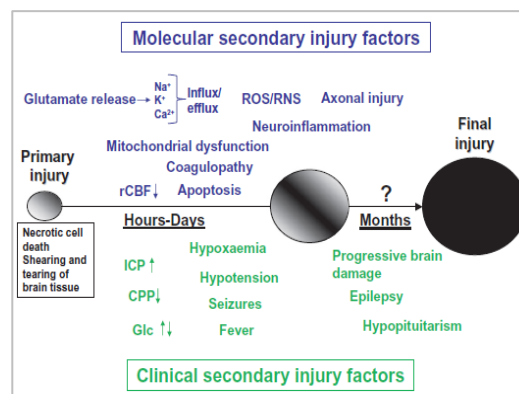 Molecular secondary injury factors
Glutamate release → Na⁺
K⁺
Ca²⁺
Influx/
efflux
ROS/RNS
Axonal injury
Neuroinflammation
Mitochondrial dysfunction
Coagulopathy
rCBF ↓
Apoptosis
Primary
injury
Final
injury
?
Hours-Days
Months
Necrotic cell
death
Shearing and
tearing of
brain tissue
ICP ↑
Hypoxaemia
CPP↓
Hypotension
Seizures
Glc ↑↓
Fever
Progressive brain
damage
Epilepsy
Hypopituitarism
Clinical secondary injury factors